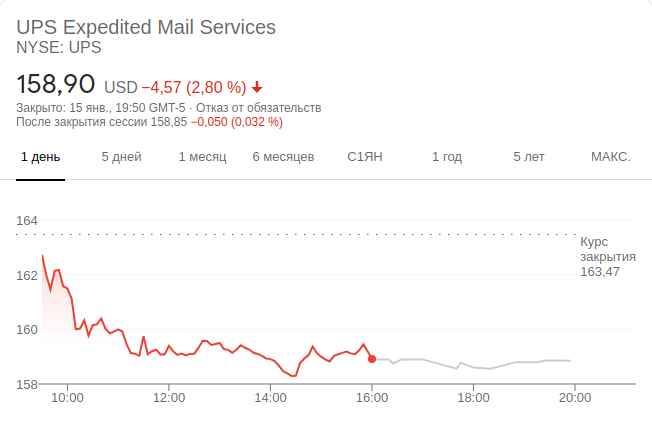 UPS Expedited Mail Services
NYSE: UPS
158,90 USD −4,57 (2,80 %)
Закрыто: 15 янв., 19:50 GMT-5 · Отказ от обязательств
После закрытия сессии 158,85 −0,050 (0,032 %)
1 день 5 дней 1 месяц 6 месяцев С1ЯН 1 год 5 лет МАКС.
164
Курс
закрытия
163,47
162
160
158
10:00 12:00 14:00 16:00 18:00 20:00